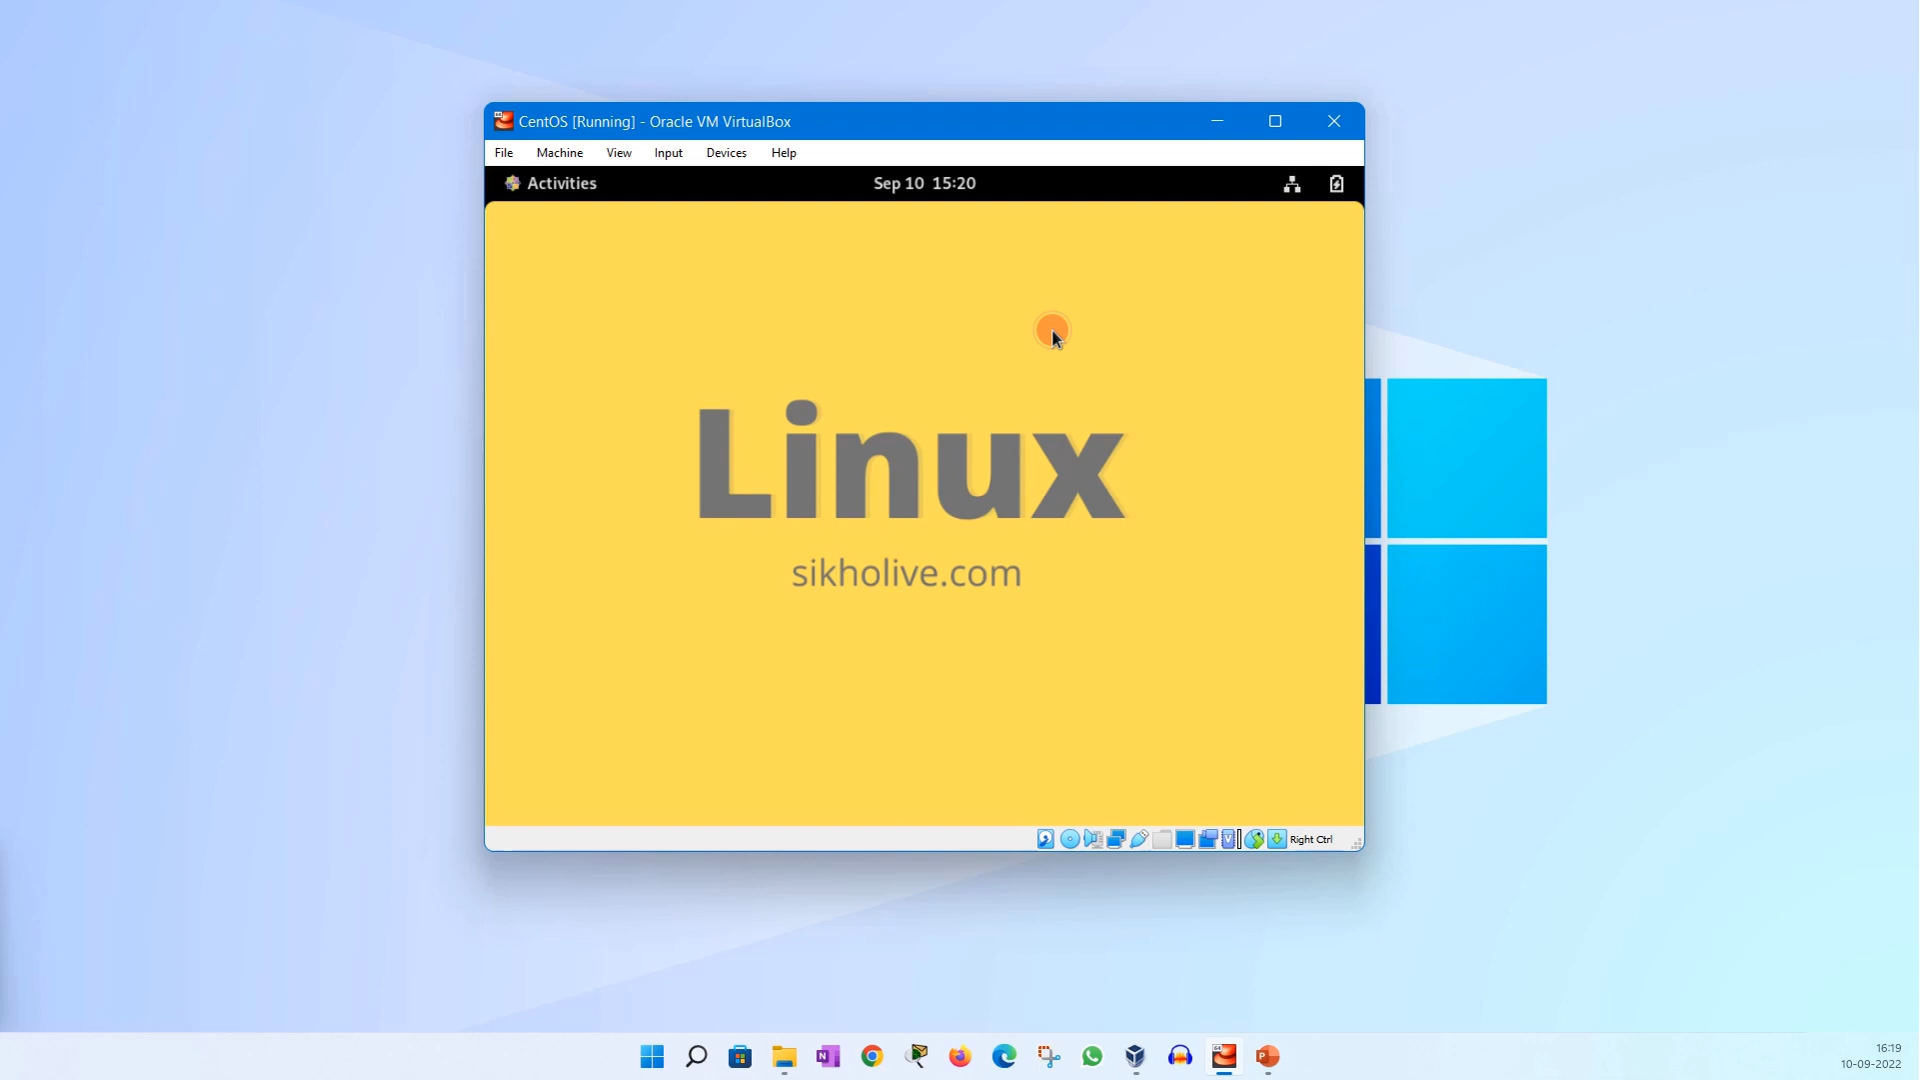 CentOS [Running] - Oracle VM VirtualBox
File Machine View Input Devices Help
Activities Sep 10 15:20
Linux
sikholive.com
Right Ctrl
16:19
10-09-2022